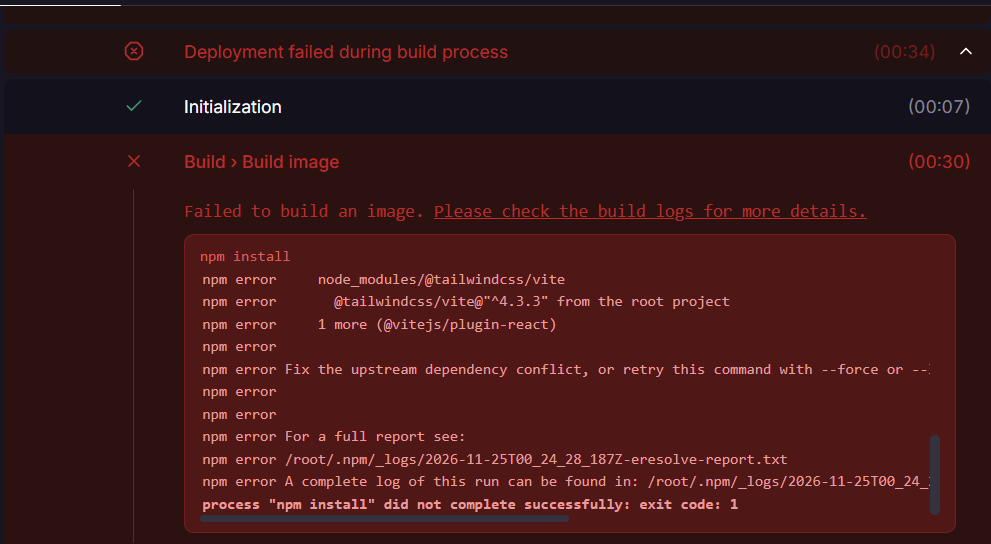 Deployment failed during build process (00:34)
Initialization (00:07)
Build › Build image (00:30)
Failed to build an image. Please check the build logs for more details.
npm install
npm error node_modules/@tailwindcss/vite
npm error @tailwindcss/vite@"^4.3.3" from the root project
npm error 1 more (@vitejs/plugin-react)
npm error
npm error Fix the upstream dependency conflict, or retry this command with --force or --
npm error
npm error
npm error For a full report see:
npm error /root/.npm/_logs/2026-11-25T00_24_28_187Z-eresolve-report.txt
npm error A complete log of this run can be found in: /root/.npm/_logs/2026-11-25T00_24_
process "npm install" did not complete successfully: exit code: 1